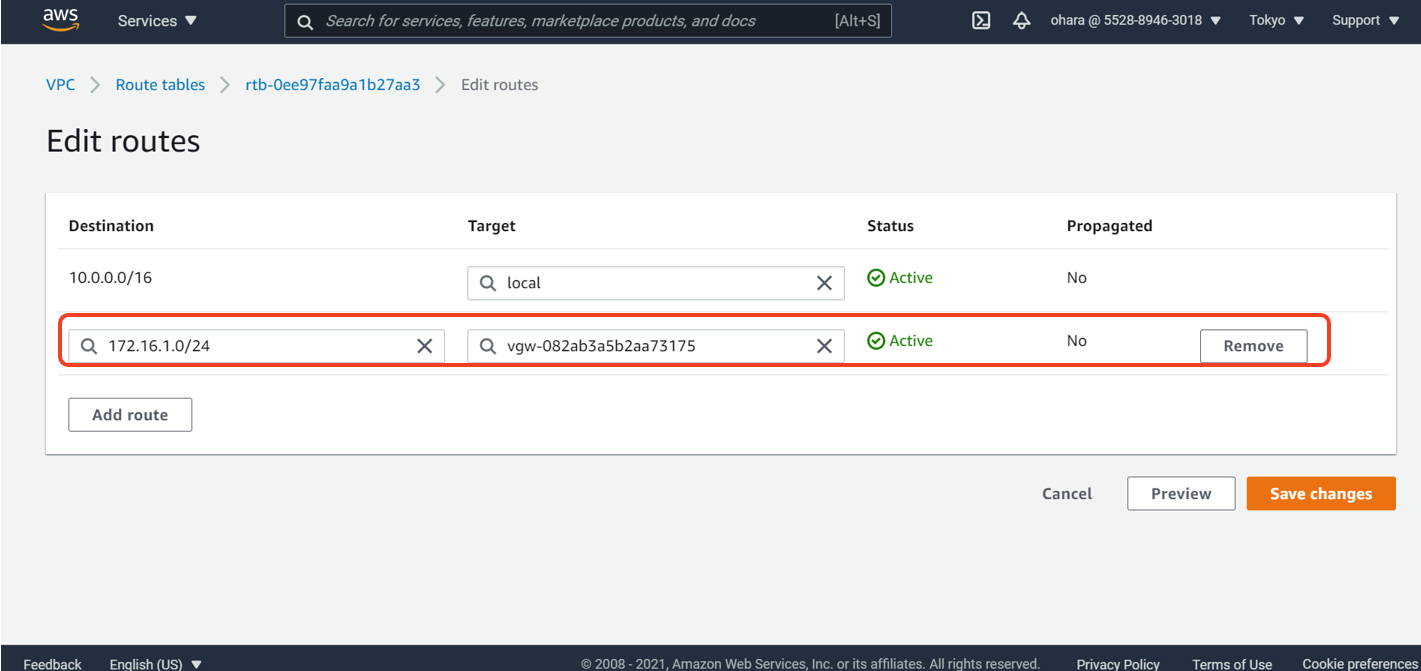 aws Services ▼ Search for services, features, marketplace products, and docs [Alt+S] ohara @ 5528-8946-3018 ▼ Tokyo ▼ Support ▼
VPC > Route tables > rtb-0ee97faa9a1b27aa3 > Edit routes
Edit routes
Destination Target Status Propagated
10.0.0.0/16 local Active No
172.16.1.0/24 vgw-082ab3a5b2aa73175 Active No Remove
Add route
Cancel Preview Save changes
Feedback English (US) ▼ © 2008 - 2021, Amazon Web Services, Inc. or its affiliates. All rights reserved. Privacy Policy Terms of Use Cookie preferences